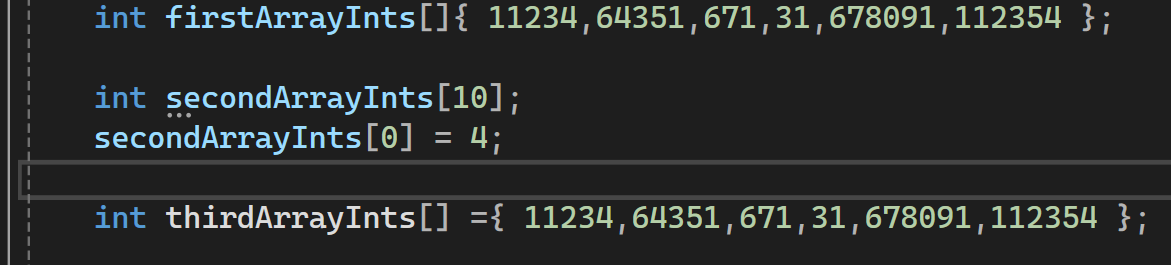 int firstArrayInts[]{ 11234,64351,671,31,678091,112354 };
int secondArrayInts[10];
secondArrayInts[0] = 4;
int thirdArrayInts[] ={ 11234,64351,671,31,678091,112354 };